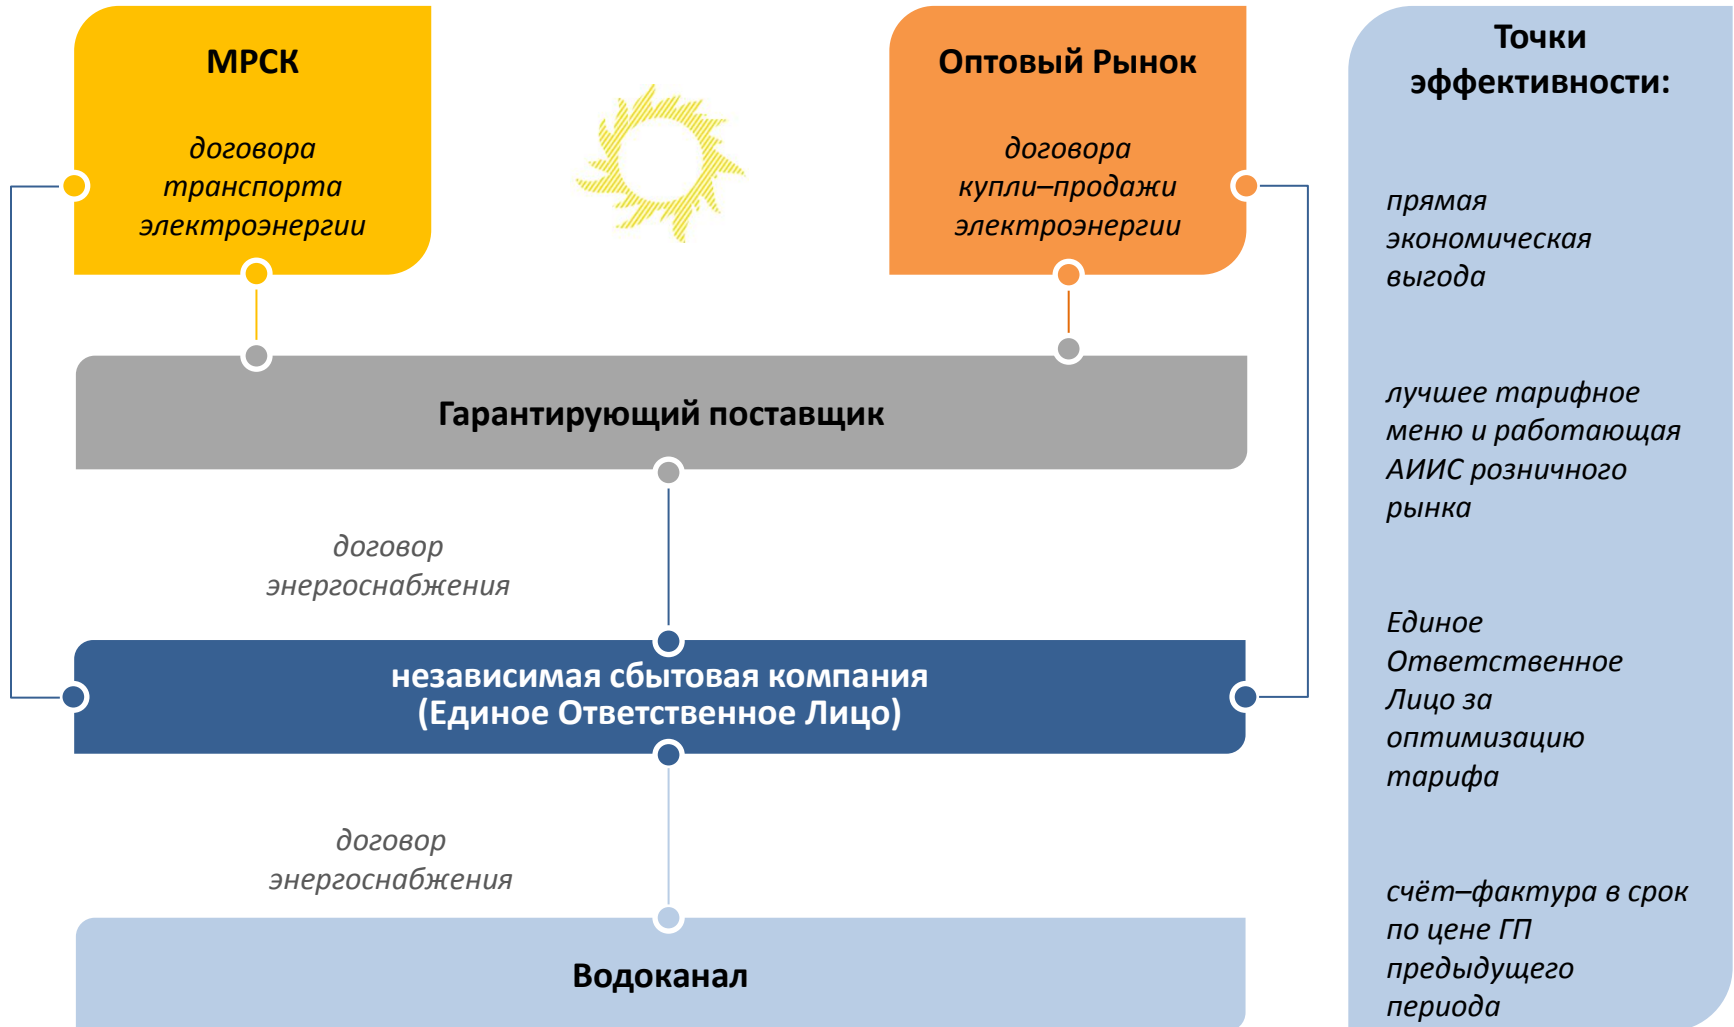 МРСК
договора
транспорта
электроэнергии
Оптовый Рынок
договора
купли–продажи
электроэнергии
Гарантирующий поставщик
договор
энергоснабжения
независимая сбытовая компания
(Единое Ответственное Лицо)
договор
энергоснабжения
Водоканал
Точки
эффективности:
прямая
экономическая
выгода
лучшее тарифное
меню и работающая
АИИС розничного
рынка
Единое
Ответственное
Лицо за
оптимизацию
тарифа
счёт–фактура в срок
по цене ГП
предыдущего
периода